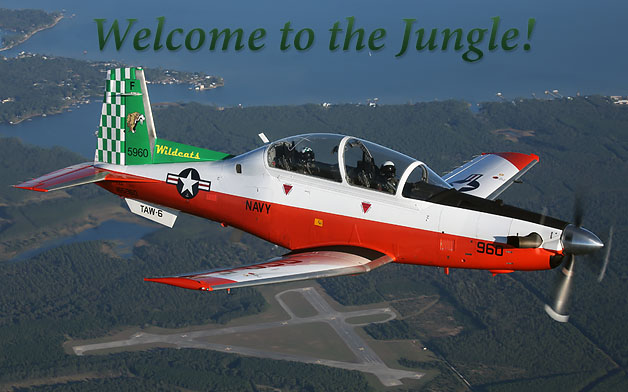 Welcome to the Jungle!
F
5960
Wildcats
TAW-6
NAVY
960